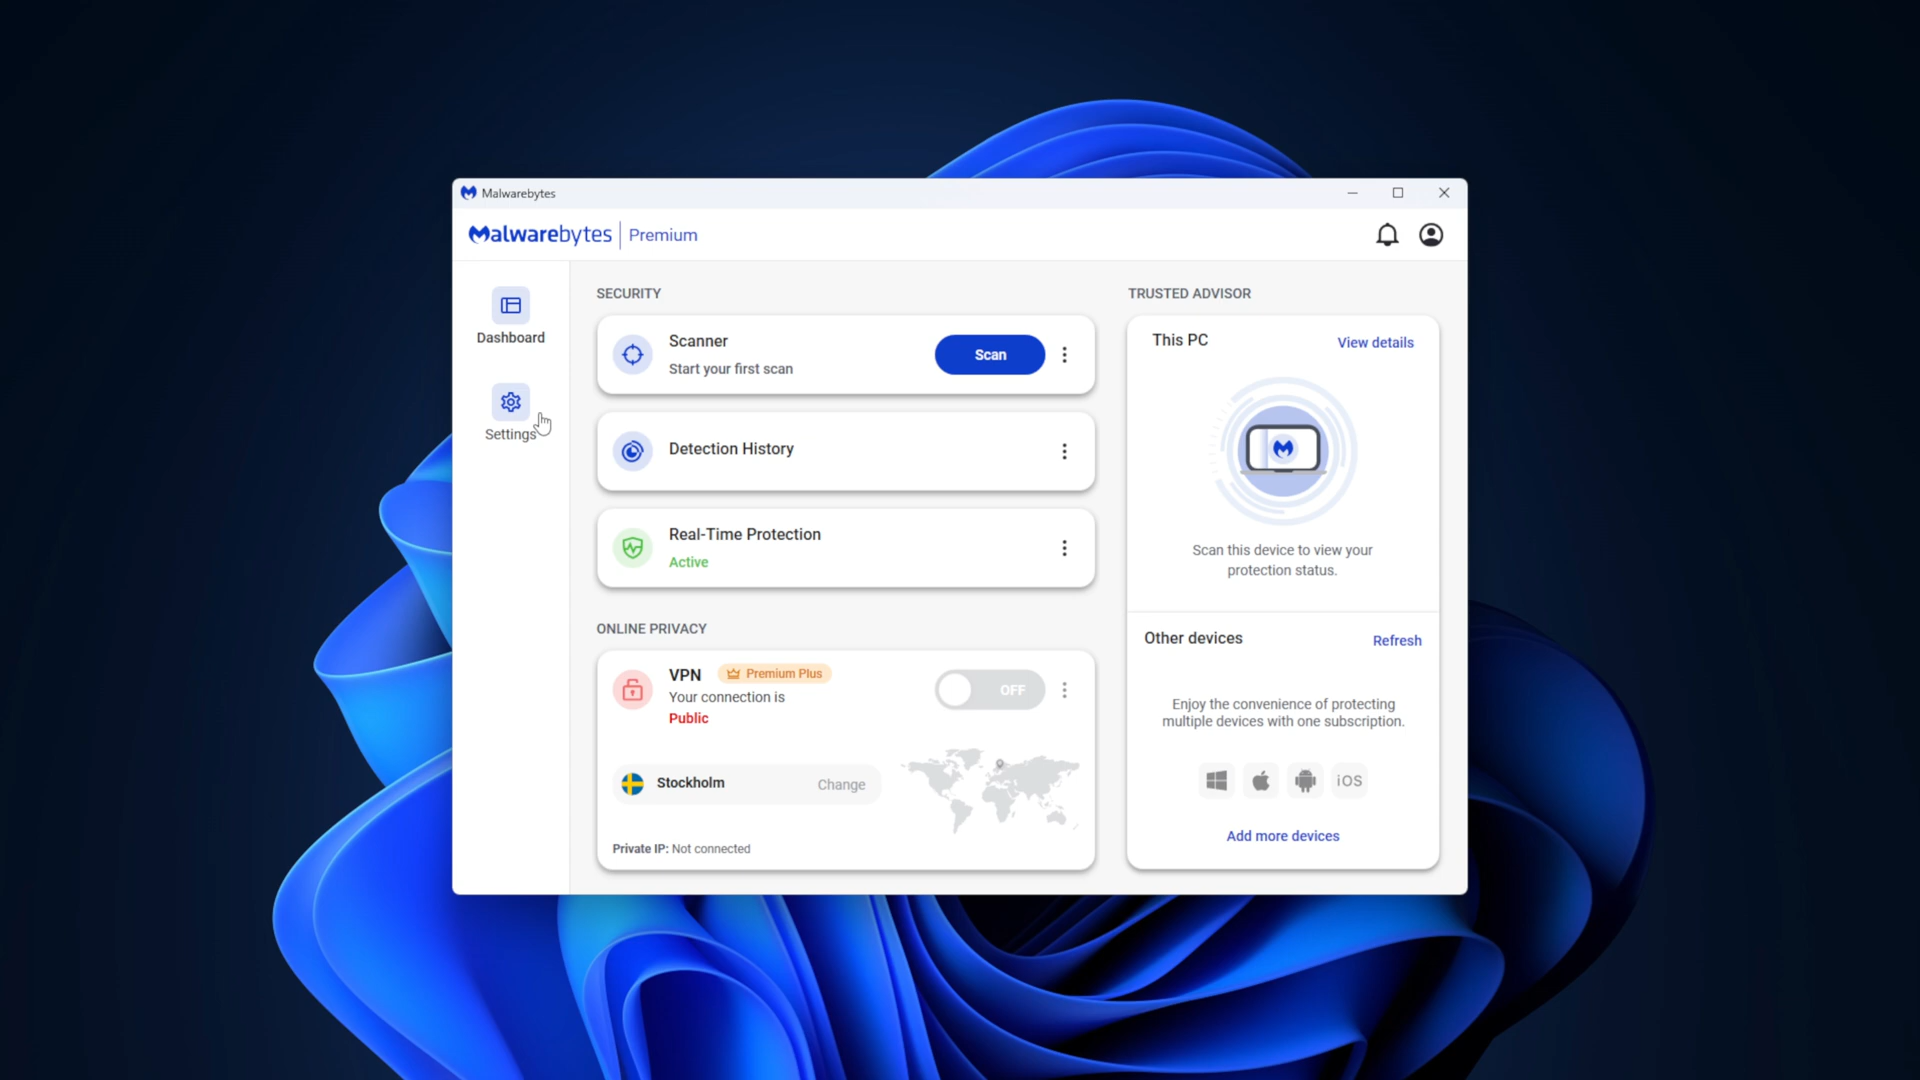 Malwarebytes
Malwarebytes | Premium
Dashboard
Settings
SECURITY
Scanner
Start your first scan
Scan
Detection History
Real-Time Protection
Active
ONLINE PRIVACY
VPN
Premium Plus
Your connection is
Public
OFF
Stockholm
Change
Private IP: Not connected
TRUSTED ADVISOR
This PC
View details
Scan this device to view your
protection status.
Other devices
Refresh
Enjoy the convenience of protecting
multiple devices with one subscription.
iOS
Add more devices